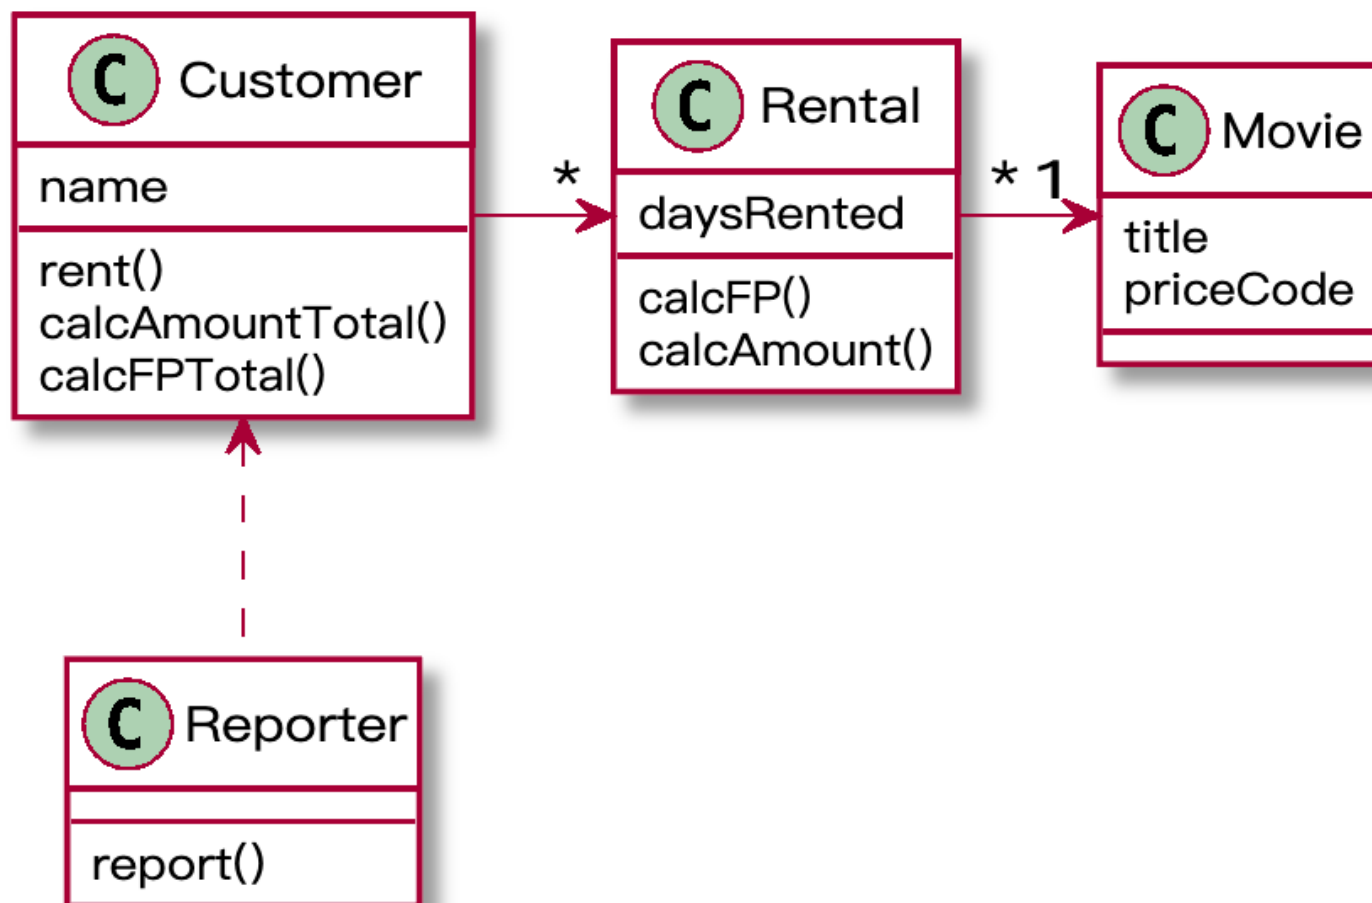 C Customer
name
rent()
calcAmountTotal()
calcFPTotal()
*
C Rental
daysRented
calcFP()
calcAmount()
* 1
C Movie
title
priceCode
C Reporter
report()